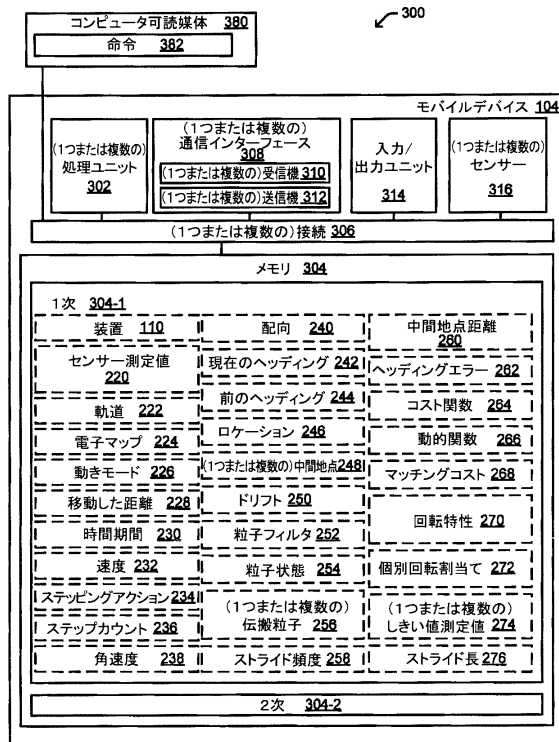 300
コンピュータ可読媒体 380
命令 382
モバイルデバイス 104
(1つまたは複数の)
処理ユニット
302
(1つまたは複数の)
通信インターフェース
308
(1つまたは複数の)受信機310
(1つまたは複数の)送信機312
入力/
出力ユニット
314
(1つまたは複数の)
センサー
316
(1つまたは複数の)接続 306
メモリ 304
1次 304-1
装置 110
センサー測定値
220
軌道 222
電子マップ 224
動きモード 226
移動した距離 228
時間期間 230
速度 232
ステッピングアクション234
ステップカウント236
角速度 238
配向 240
現在のヘッディング 242
前のヘッディング 244
ロケーション 246
(1つまたは複数の)中間地点248
ドリフト 250
粒子フィルタ 252
粒子状態 254
(1つまたは複数の)
伝搬粒子 256
ストライド頻度 258
中間地点距離
260
ヘッディングエラー 262
コスト関数 264
動的関数 266
マッチングコスト 268
回転特性 270
個別回転割当て 272
(1つまたは複数の)
しきい値測定値 274
ストライド長 276
2次 304-2